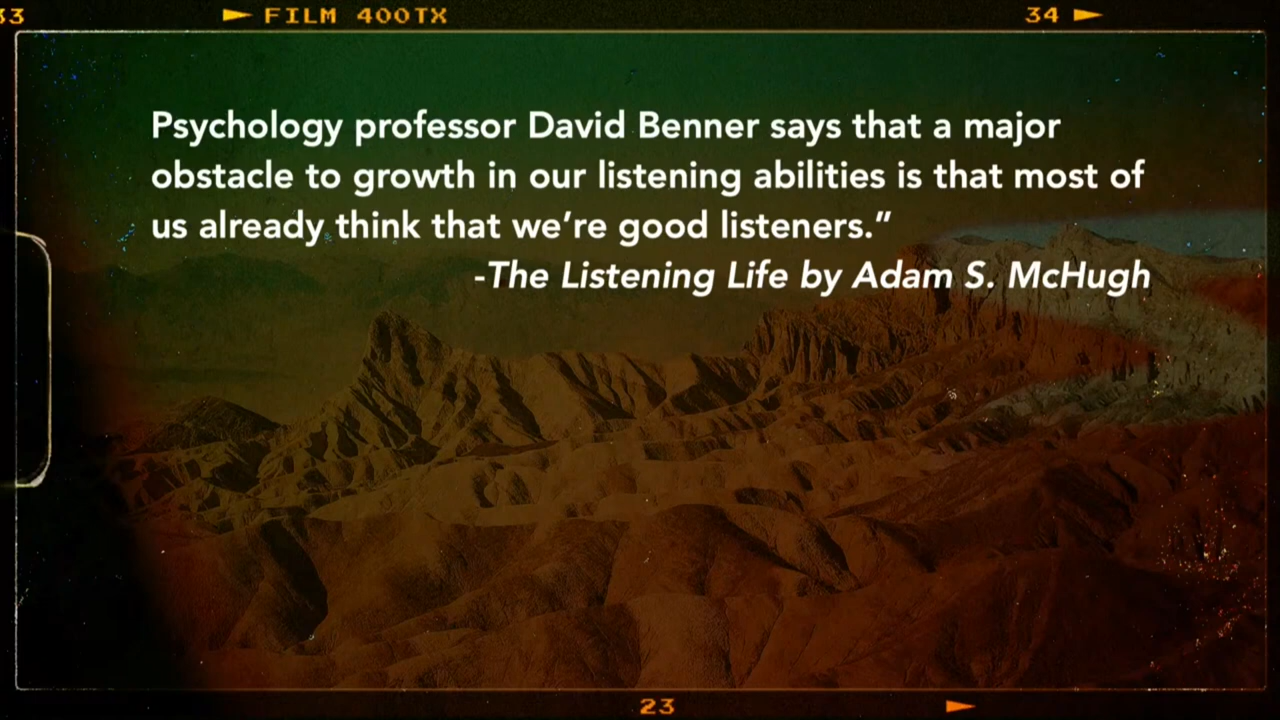 33 FILM 400TX 34
Psychology professor David Benner says that a major
obstacle to growth in our listening abilities is that most of
us already think that we’re good listeners.”
-The Listening Life by Adam S. McHugh
23